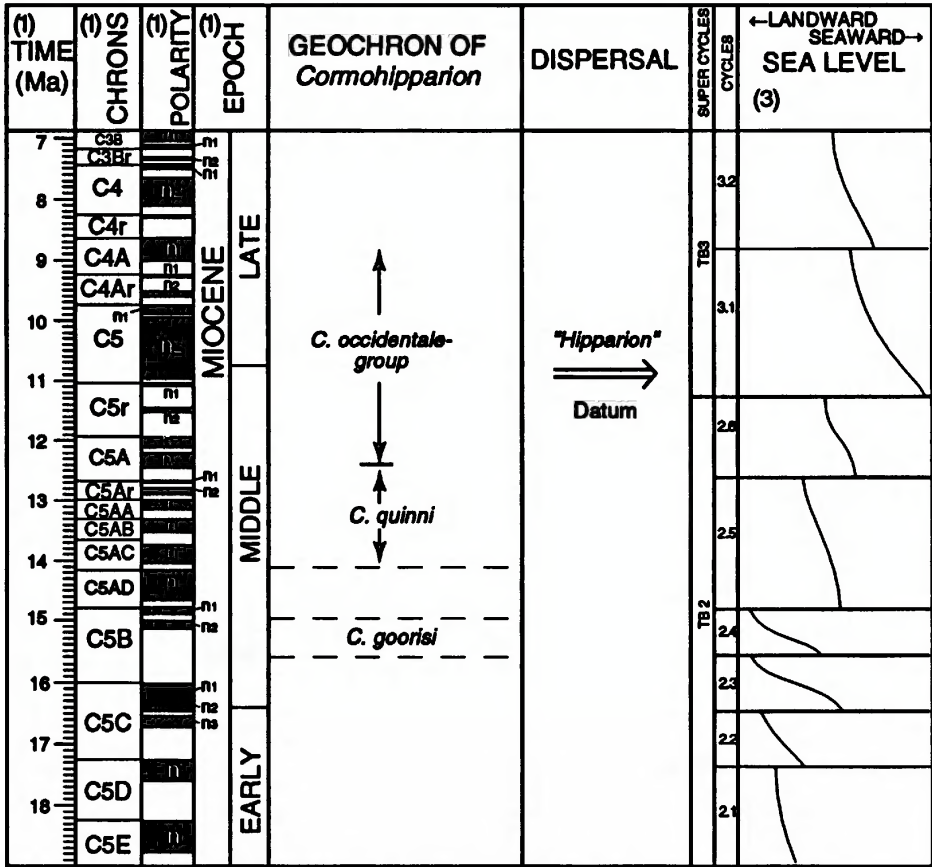 (1)
TIME
(Ma)
(1)
CHRONS
(1)
POLARITY
(1)
EPOCH
GEOCHRON OF
Cormohipparion
DISPERSAL
SUPER CYCLES
CYCLES
←LANDWARD
SEAWARD→
SEA LEVEL
(3)
7
8
9
10
11
12
13
14
15
16
17
18
C3B
C3Br
C4
C4r
C4A
C4Ar
C5
C5r
C5A
C5Ar
C5AA
C5AB
C5AC
C5AD
C5B
C5C
C5D
C5E
n1
n2
n1
n
n
n1
n2
n1
n
n1
n2
n
n1
n2
n
n
n
n
n1
n2
n1
n2
n3
n
n
MIOCENE
LATE
MIDDLE
EARLY
C. occidentale-
group
C. quinni
C. goorisi
"Hipparion"
Datum
TB3
TB 2
3.2
3.1
2.6
2.5
2.4
2.3
2.2
2.1